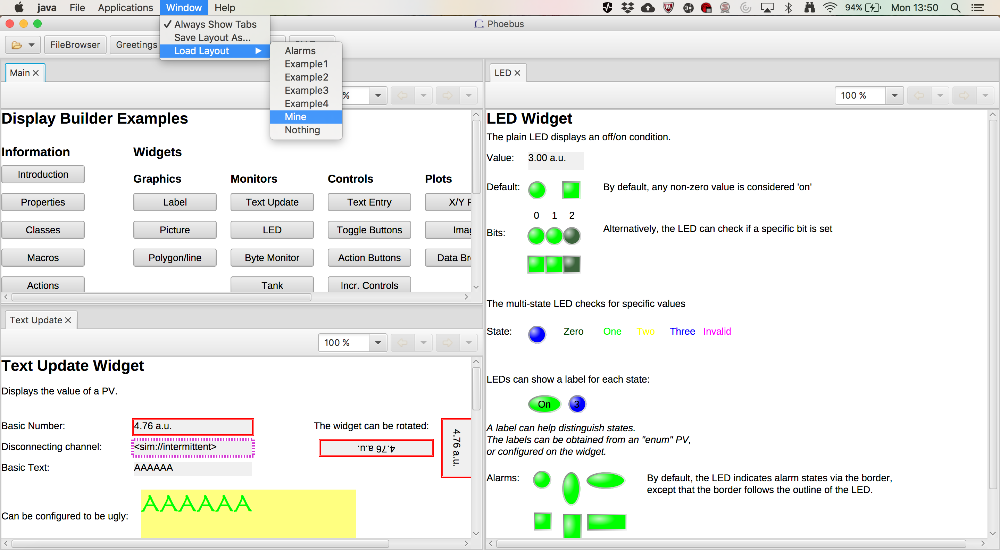 java File Applications Window Help 94% Mon 13:50
Phoebus
✓ Always Show Tabs
Save Layout As...
Load Layout
Alarms
Example1
Example2
Example3
Example4
Mine
Nothing
FileBrowser Greetings
Main
%
Display Builder Examples
Information Widgets
Graphics Monitors Controls Plots
Introduction
Properties Label Text Update Text Entry X/Y
Classes Picture LED Toggle Buttons
Macros Polygon/line Byte Monitor Action Buttons Data
Actions Tank Incr. Controls
Text Update
100 %
Text Update Widget
Displays the value of a PV.
Basic Number: 4.76 a.u. The widget can be rotated: 4.76 a.u.
Disconnecting channel: <sim://intermittent> 4.76 a.u.
Basic Text: AAAAAA
Can be configured to be ugly: AAAAAA
LED
100 %
LED Widget
The plain LED displays an off/on condition.
Value: 3.00 a.u.
Default: By default, any non-zero value is considered 'on'
0 1 2
Bits: Alternatively, the LED can check if a specific bit is set
The multi-state LED checks for specific values
State: Zero One Two Three Invalid
LEDs can show a label for each state:
On 3
A label can help distinguish states.
The labels can be obtained from an "enum" PV,
or configured on the widget.
Alarms: By default, the LED indicates alarm states via the border,
except that the border follows the outline of the LED.